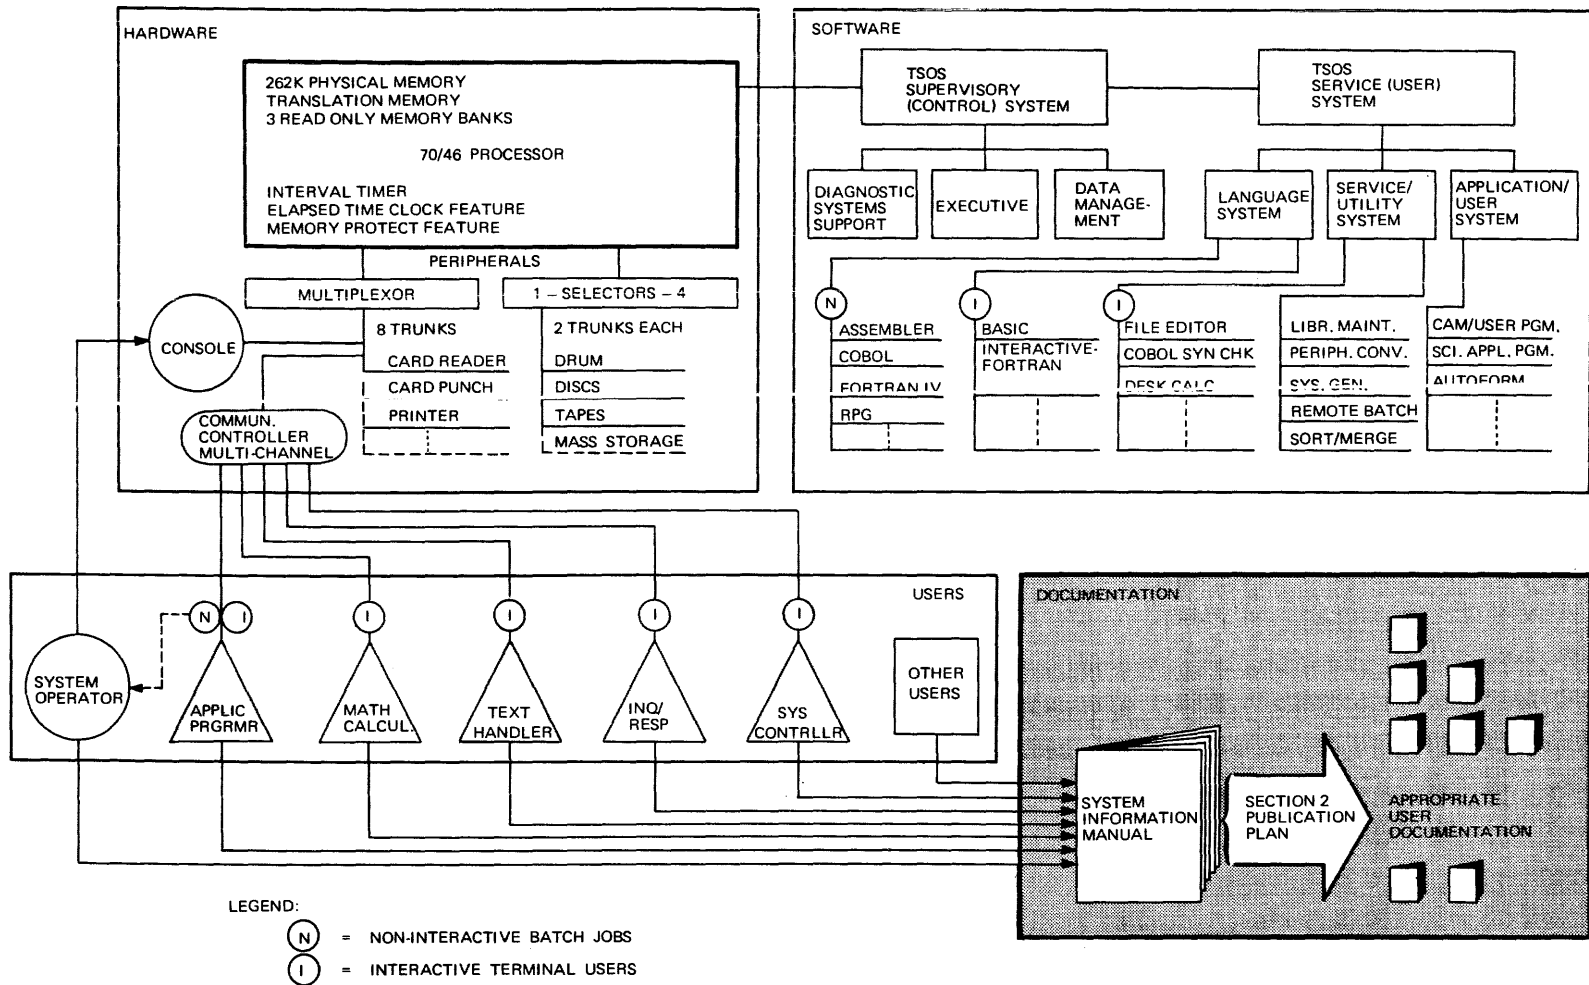 HARDWARE
262K PHYSICAL MEMORY
TRANSLATION MEMORY
3 READ ONLY MEMORY BANKS
70/46 PROCESSOR
INTERVAL TIMER
ELAPSED TIME CLOCK FEATURE
MEMORY PROTECT FEATURE
PERIPHERALS
MULTIPLEXOR
1 – SELECTORS – 4
CONSOLE
8 TRUNKS
CARD READER
CARD PUNCH
PRINTER
2 TRUNKS EACH
DRUM
DISCS
TAPES
MASS STORAGE
COMMUN.
CONTROLLER
MULTI-CHANNEL
SOFTWARE
TSOS
SUPERVISORY
(CONTROL) SYSTEM
TSOS
SERVICE (USER)
SYSTEM
DIAGNOSTIC
SYSTEMS
SUPPORT
EXECUTIVE
DATA
MANAGE-
MENT
LANGUAGE
SYSTEM
SERVICE/
UTILITY
SYSTEM
APPLICATION/
USER
SYSTEM
N
ASSEMBLER
COBOL
FORTRAN IV
RPG
I
BASIC
INTERACTIVE-
FORTRAN
I
FILE EDITOR
COBOL SYN CHK
DESK CALC
LIBR. MAINT.
PERIPH. CONV.
SYS. GEN.
REMOTE BATCH
SORT/MERGE
CAM/USER PGM.
SCI. APPL. PGM.
AUTOFORM
USERS
SYSTEM
OPERATOR
N
I
APPLIC
PRGRMR
I
MATH
CALCUL.
I
TEXT
HANDLER
I
INQ/
RESP
I
SYS
CONTRLLR
OTHER
USERS
DOCUMENTATION
SYSTEM
INFORMATION
MANUAL
SECTION 2
PUBLICATION
PLAN
APPROPRIATE
USER
DOCUMENTATION
LEGEND:
N = NON-INTERACTIVE BATCH JOBS
I = INTERACTIVE TERMINAL USERS